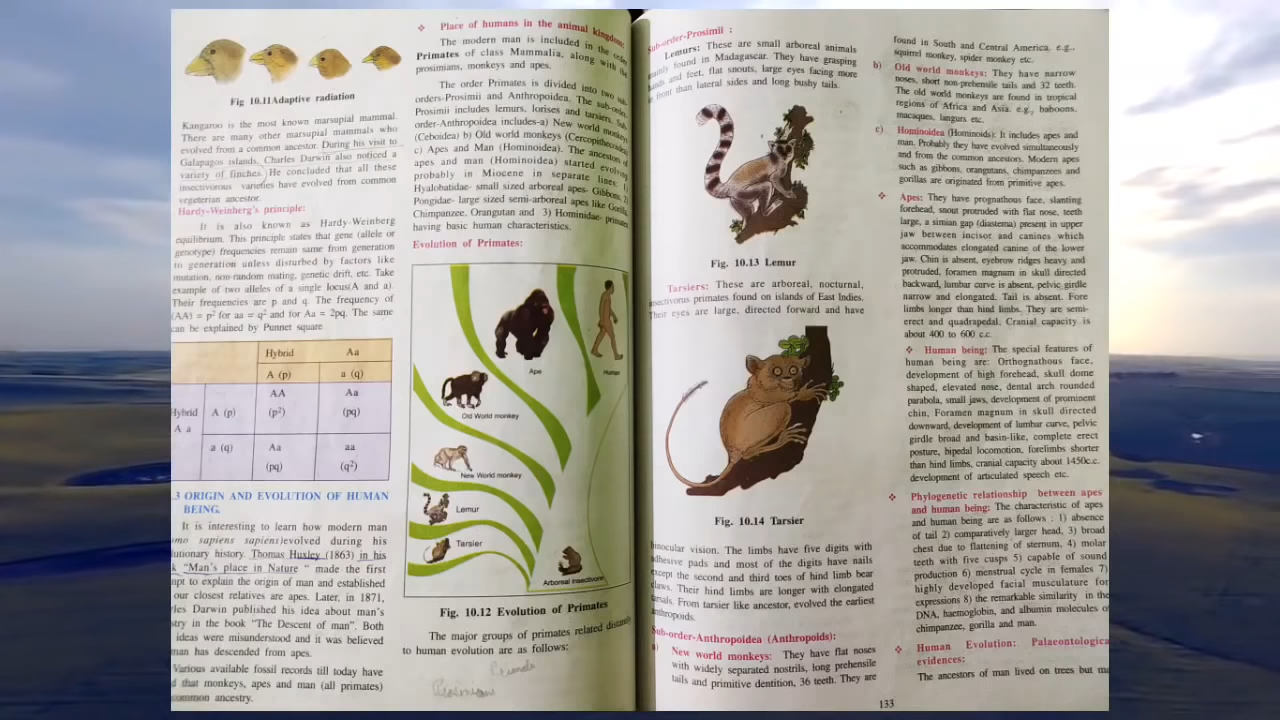 Fig 10.11Adaptive radiation
Kangaroo is the most known marsupial mammal.
There are many other marsupial mammals who
evolved from a common ancestor. During his visit to
Galapagos islands, Charles Darwin also noticed a
variety of finches. He concluded that all these
insectivorous varieties have evolved from common
vegeterian ancestor.
Hardy-Weinberg's principle:
It is also known as Hardy-Weinberg
equilibrium. This principle states that gene (allele or
genotype) frequencies remain same from generation
to generation unless disturbed by factors like
mutation, non-random mating, genetic drift, etc. Take
example of two alleles of a single locus(A and a).
Their frequencies are p and q. The frequency of
(AA) = p² for aa = q² and for Aa = 2pq. The same
can be explained by Punnet square
Hybrid Aa
A (p) a (q)
Hybrid A (p) AA Aa
A a (p²) (pq)
a (q) Aa aa
(pq) (q²)
.3 ORIGIN AND EVOLUTION OF HUMAN
BEING.
It is interesting to learn how modern man
sapiens sapiens)evolved during his
history. Thomas Huxley (1863) in his
"Man's place in Nature " made the first
to explain the origin of man and established
our closest relatives are apes. Later, in 1871,
Darwin published his idea about man's
in the book "The Descent of man". Both
ideas were misunderstood and it was believed
man has descended from apes.
Various available fossil records till today have
that monkeys, apes and man (all primates)
common ancestry.
❖ Place of humans in the animal kingdom:
The modern man is included in the order
Primates of class Mammalia, along with the
prosimians, monkeys and apes.
The order Primates is divided into two sub-
orders-Prosimii and Anthropoidea. The sub-order
Prosimii includes lemurs, lorises and tarsiers. Sub-
order-Anthropoidea includes-a) New world monkeys
(Ceboidea) b) Old world monkeys (Cercopithecoidea)
c) Apes and Man (Hominoidea). The ancestors of
apes and man (Hominoidea) started evolving
probably in Miocene in separate lines: 1)
Hyalobatidae- small sized arboreal apes- Gibbons, 2)
Pongidae- large sized semi-arboreal apes like Gorilla,
Chimpanzee, Orangutan and 3) Hominidae- primates
having basic human characteristics.
Evolution of Primates:
Ape
Human
Old World monkey
New World monkey
Lemur
Tarsier
Arboreal insectivore
Fig. 10.12 Evolution of Primates
The major groups of primates related distantly
to human evolution are as follows:
Sub-order-Prosimii :
Lemurs: These are small arboreal animals
mainly found in Madagascar. They have grasping
hands and feet, flat snouts, large eyes facing more
in front than lateral sides and long bushy tails.
Fig. 10.13 Lemur
Tarsiers: These are arboreal, nocturnal,
insectivorus primates found on islands of East Indies.
Their eyes are large, directed forward and have
Fig. 10.14 Tarsier
binocular vision. The limbs have five digits with
adhesive pads and most of the digits have nails
except the second and third toes of hind limb bear
claws. Their hind limbs are longer with elongated
tarsals. From tarsier like ancestor, evolved the earliest
anthropoids.
Sub-order-Anthropoidea (Anthropoids):
a) New world monkeys: They have flat noses
with widely separated nostrils, long prehensile
tails and primitive dentition, 36 teeth. They are
found in South and Central America, e.g.,
squirrel monkey, spider monkey etc.
b) Old world monkeys: They have narrow
noses, short non-prehensile tails and 32 teeth.
The old world monkeys are found in tropical
regions of Africa and Asia. e.g., baboons,
macaques, langurs etc.
c) Hominoidea (Hominoids): It includes apes and
man. Probably they have evolved simultaneously
and from the common ancestors. Modern apes
such as gibbons, orangutans, chimpanzees and
gorillas are originated from primitive apes.
❖ Apes: They have prognathous face, slanting
forehead, snout protruded with flat nose, teeth
large, a simian gap (diastema) present in upper
jaw between incisor and canines which
accommodates elongated canine of the lower
jaw. Chin is absent, eyebrow ridges heavy and
protruded, foramen magnum in skull directed
backward, lumbar curve is absent, pelvic girdle
narrow and elongated. Tail is absent. Fore
limbs longer than hind limbs. They are semi-
erect and quadrapedal. Cranial capacity is
about 400 to 600 c.c.
❖ Human being: The special features of
human being are: Orthognathous face,
development of high forehead, skull dome
shaped, elevated nose, dental arch rounded
parabola, small jaws, development of prominent
chin, Foramen magnum in skull directed
downward, development of lumbar curve, pelvic
girdle broad and basin-like, complete erect
posture, bipedal locomotion, forelimbs shorter
than hind limbs, cranial capacity about 1450c.c.
development of articulated speech etc.
❖ Phylogenetic relationship between apes
and human being: The characteristic of apes
and human being are as follows : 1) absence
of tail 2) comparatively larger head, 3) broad
chest due to flattening of sternum, 4) molar
teeth with five cusps 5) capable of sound
production 6) menstrual cycle in females 7)
highly developed facial musculature for
expressions 8) the remarkable similarity in the
DNA, haemoglobin, and albumin molecules of
chimpanzee, gorilla and man.
❖ Human Evolution: Palaeontologica
evidences:
The ancestors of man lived on trees but
133